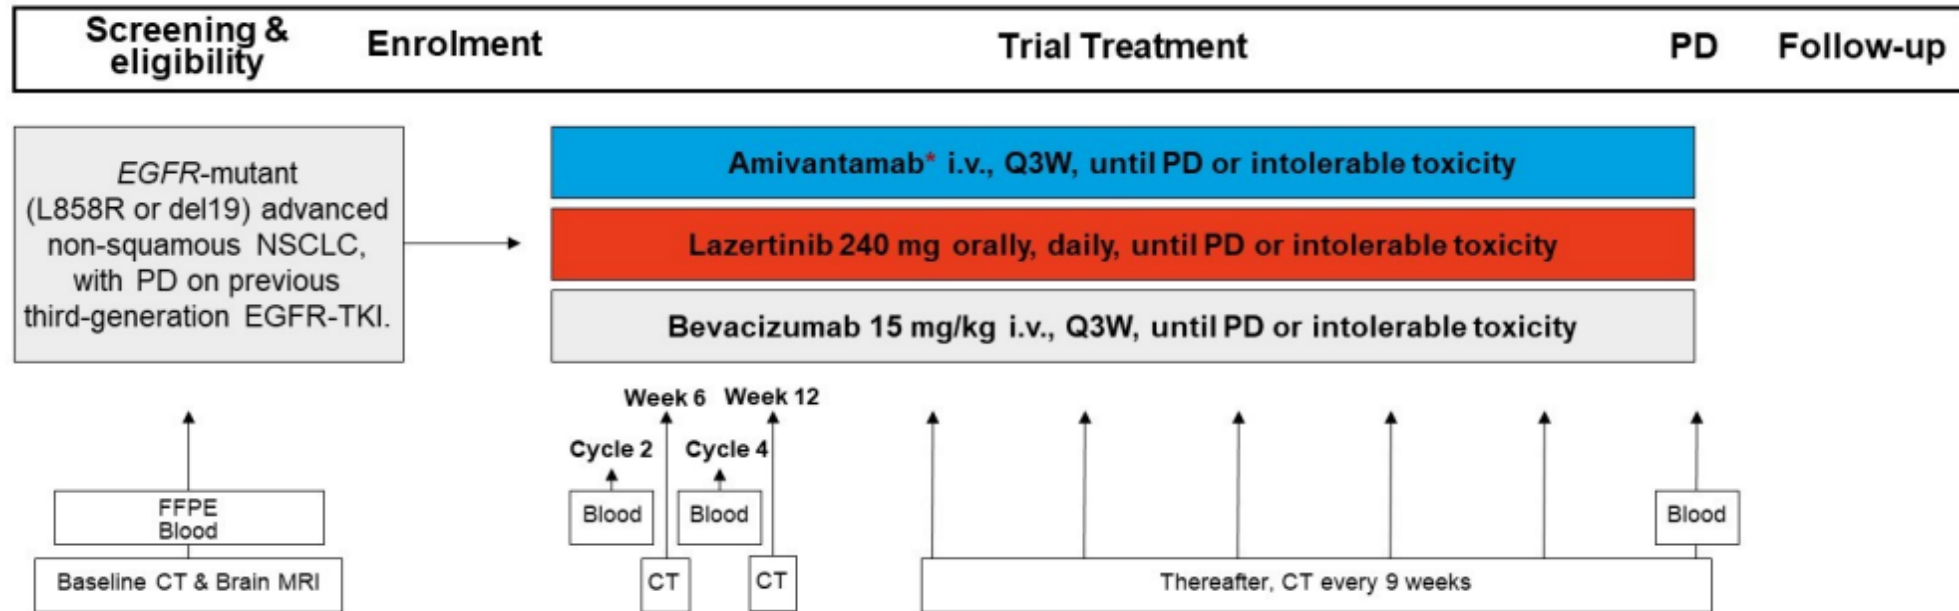 Screening &
eligibility
Enrolment
Trial Treatment
PD
Follow-up
EGFR-mutant
(L858R or del19) advanced
non-squamous NSCLC,
with PD on previous
third-generation EGFR-TKI.
Amivantamab* i.v., Q3W, until PD or intolerable toxicity
Lazertinib 240 mg orally, daily, until PD or intolerable toxicity
Bevacizumab 15 mg/kg i.v., Q3W, until PD or intolerable toxicity
Week 6
Week 12
Cycle 2
Cycle 4
FFPE
Blood
Blood
Blood
Blood
Baseline CT & Brain MRI
CT
CT
Thereafter, CT every 9 weeks